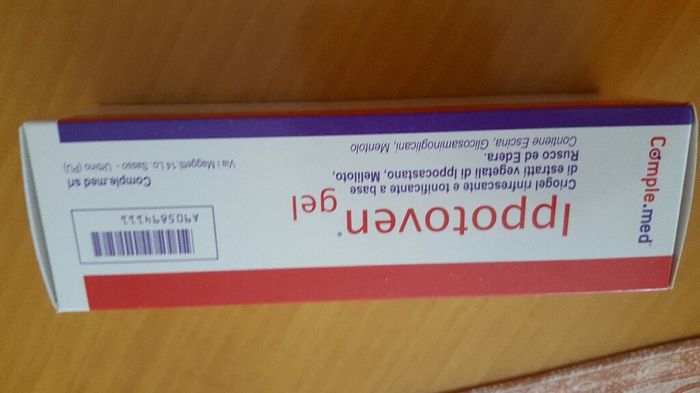 Comple.med®
Ippotoven® gel
Criogel rinfrescante e tonificante a base
di estratti vegetali di Ippocastano, Meliloto,
Rusco ed Edera.
Contiene Escina, Glicosaminoglicani, Mentolo
A905894111
Comple.med srl
Via i Maggetti, 14 Lo. Sasso - Urbino (PU)